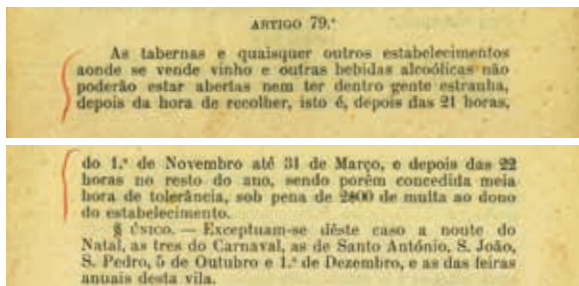 ARTIGO 79.º
As tabernas e quaisquer outros estabelecimentos
aonde se vende vinho e outras bebidas alcoólicas não
poderão estar abertas nem ter dentro gente estranha,
depois da hora de recolher, isto é, depois das 21 horas,
do 1.º de Novembro até 31 de Março, e depois das 22
horas no resto do ano, sendo porêm concedida meia
hora de tolerância, sob pena de 2$00 de multa ao dono
do estabelecimento.
§ ÚNICO. — Exceptuam-se dêste caso a noute do
Natal, as tres do Carnaval, as de Santo António, S. João,
S. Pedro, 5 de Outubro e 1.º de Dezembro, e as das feiras
anuais desta vila.